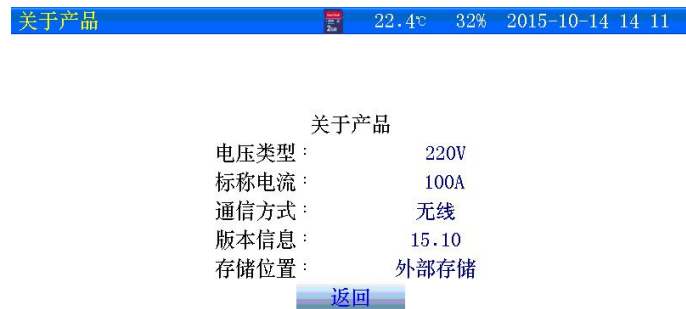 关于产品 22.4℃ 32% 2015-10-14 14 11
关于产品
电压类型： 220V
标称电流： 100A
通信方式： 无线
版本信息： 15.10
存储位置： 外部存储
返回